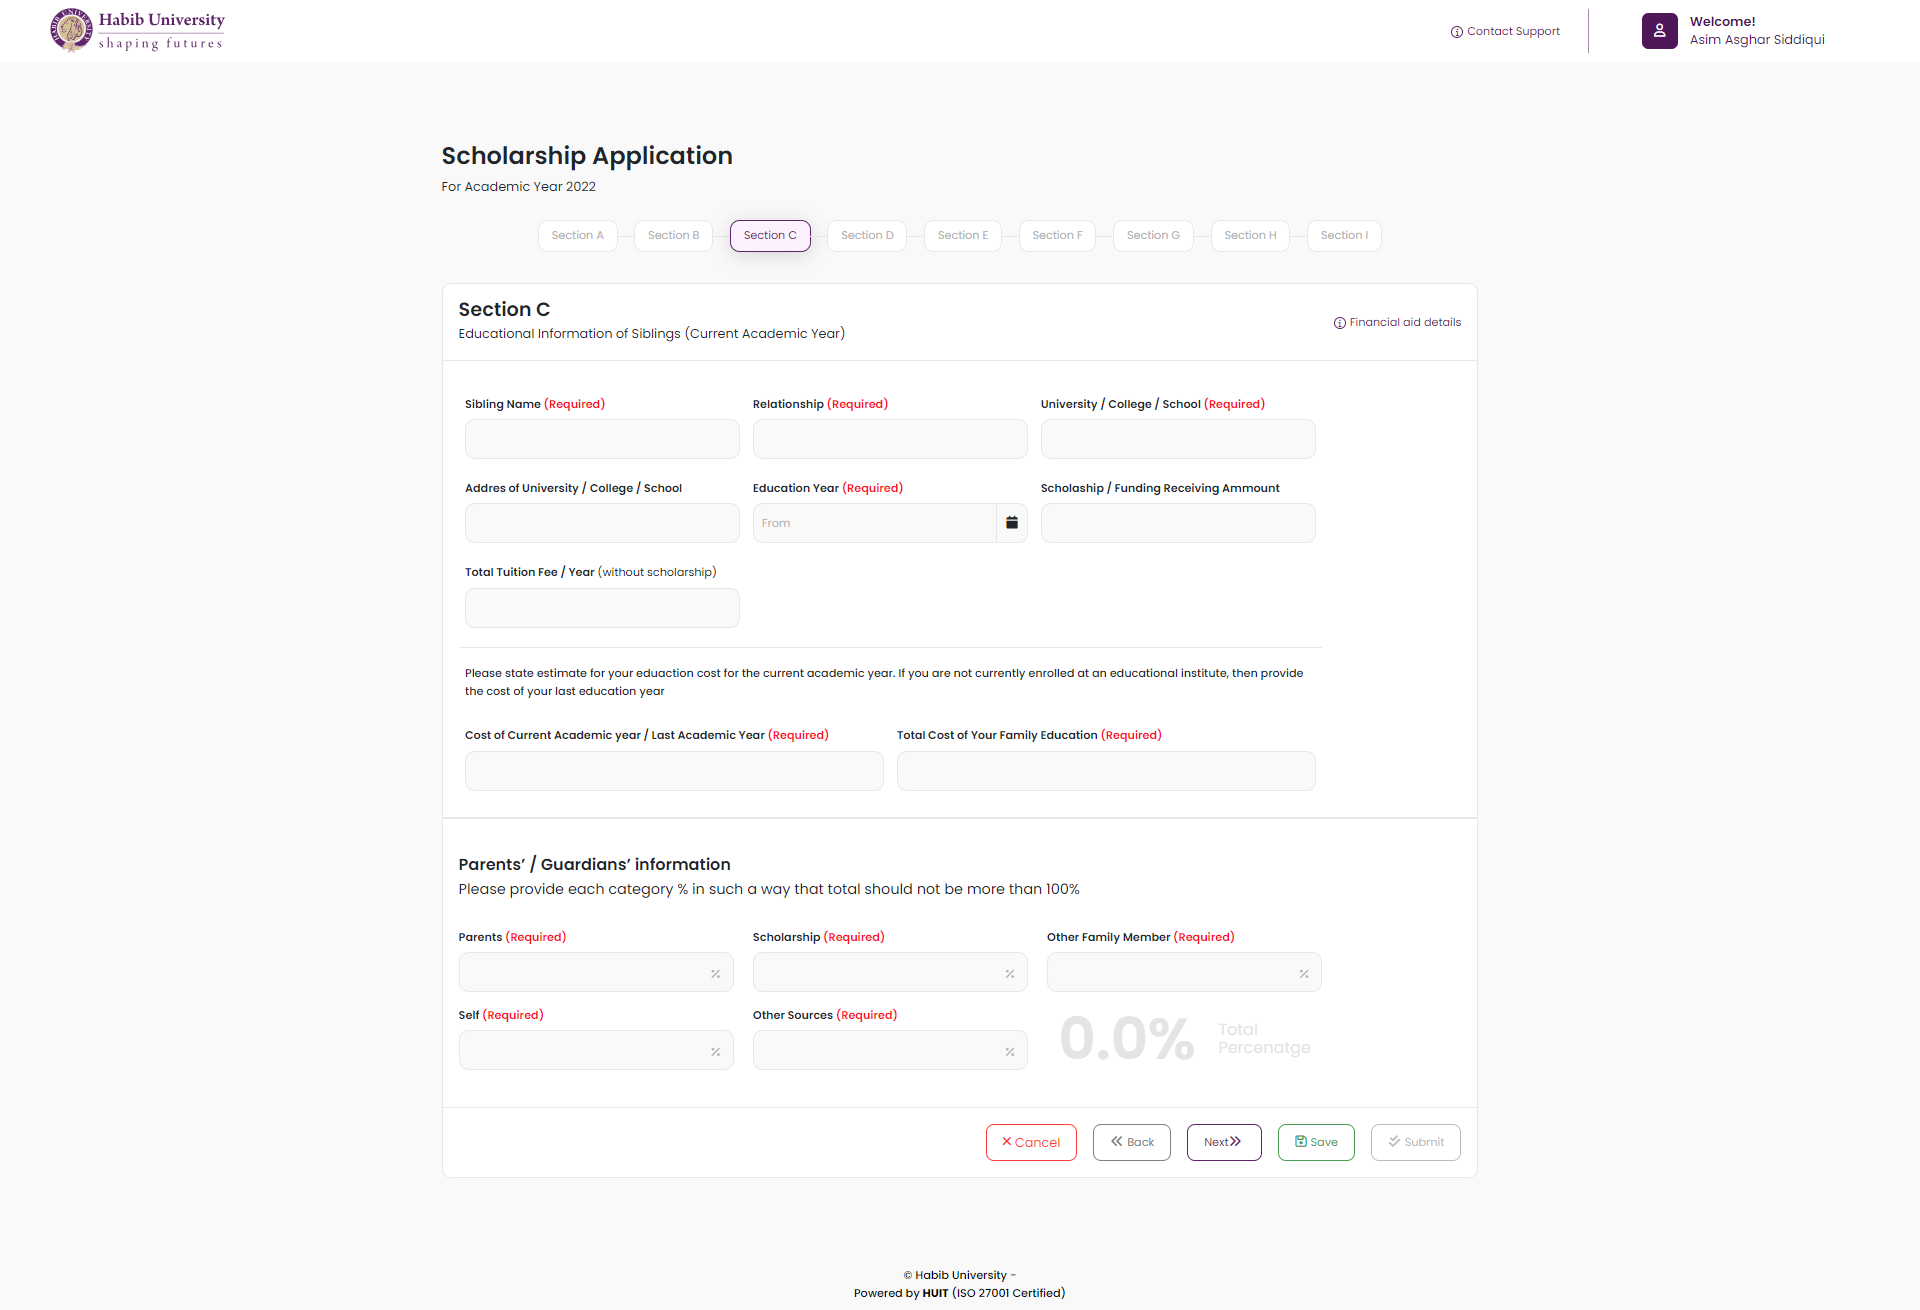 Habib University
shaping futures
Contact Support
Welcome!
Asim Asghar Siddiqui
Scholarship Application
For Academic Year 2022
Section A
Section B
Section C
Section D
Section E
Section F
Section G
Section H
Section I
Section C
Educational Information of Siblings (Current Academic Year)
Financial aid details
Sibling Name (Required)
Relationship (Required)
University / College / School (Required)
Addres of University / College / School
Education Year (Required)
Scholaship / Funding Receiving Ammount
From
Total Tuition Fee / Year (without scholarship)
Please state estimate for your eduaction cost for the current academic year. If you are not currently enrolled at an educational institute, then provide
the cost of your last education year
Cost of Current Academic year / Last Academic Year (Required)
Total Cost of Your Family Education (Required)
Parents’ / Guardians’ information
Please provide each category % in such a way that total should not be more than 100%
Parents (Required)
Scholarship (Required)
Other Family Member (Required)
%
%
%
Self (Required)
Other Sources (Required)
%
%
0.0%
Total
Percenatge
Cancel
Back
Next
Save
Submit
© Habib University -
Powered by HUIT (ISO 27001 Certified)